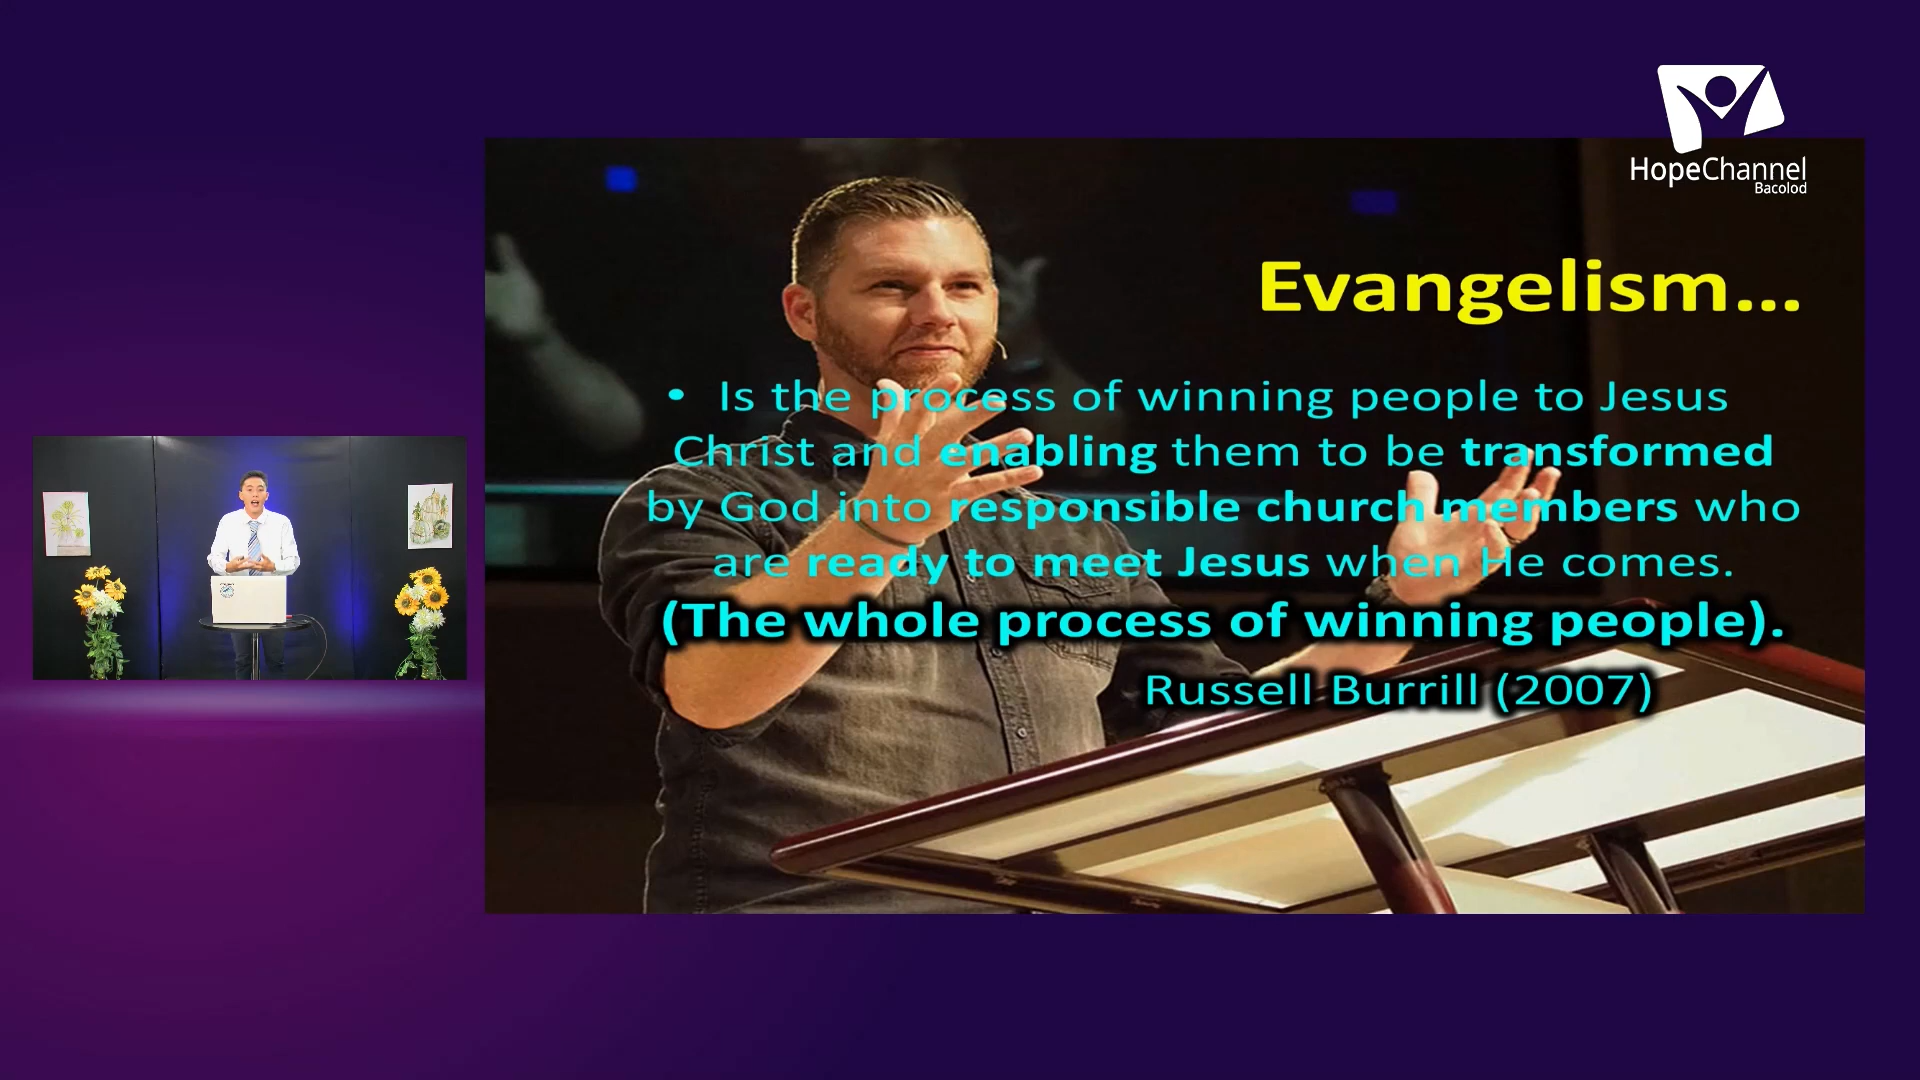 HopeChannel
Bacolod
Evangelism...
• Is the process of winning people to Jesus
Christ and enabling them to be transformed
by God into responsible church members who
are ready to meet Jesus when He comes.
(The whole process of winning people).
Russell Burrill (2007)